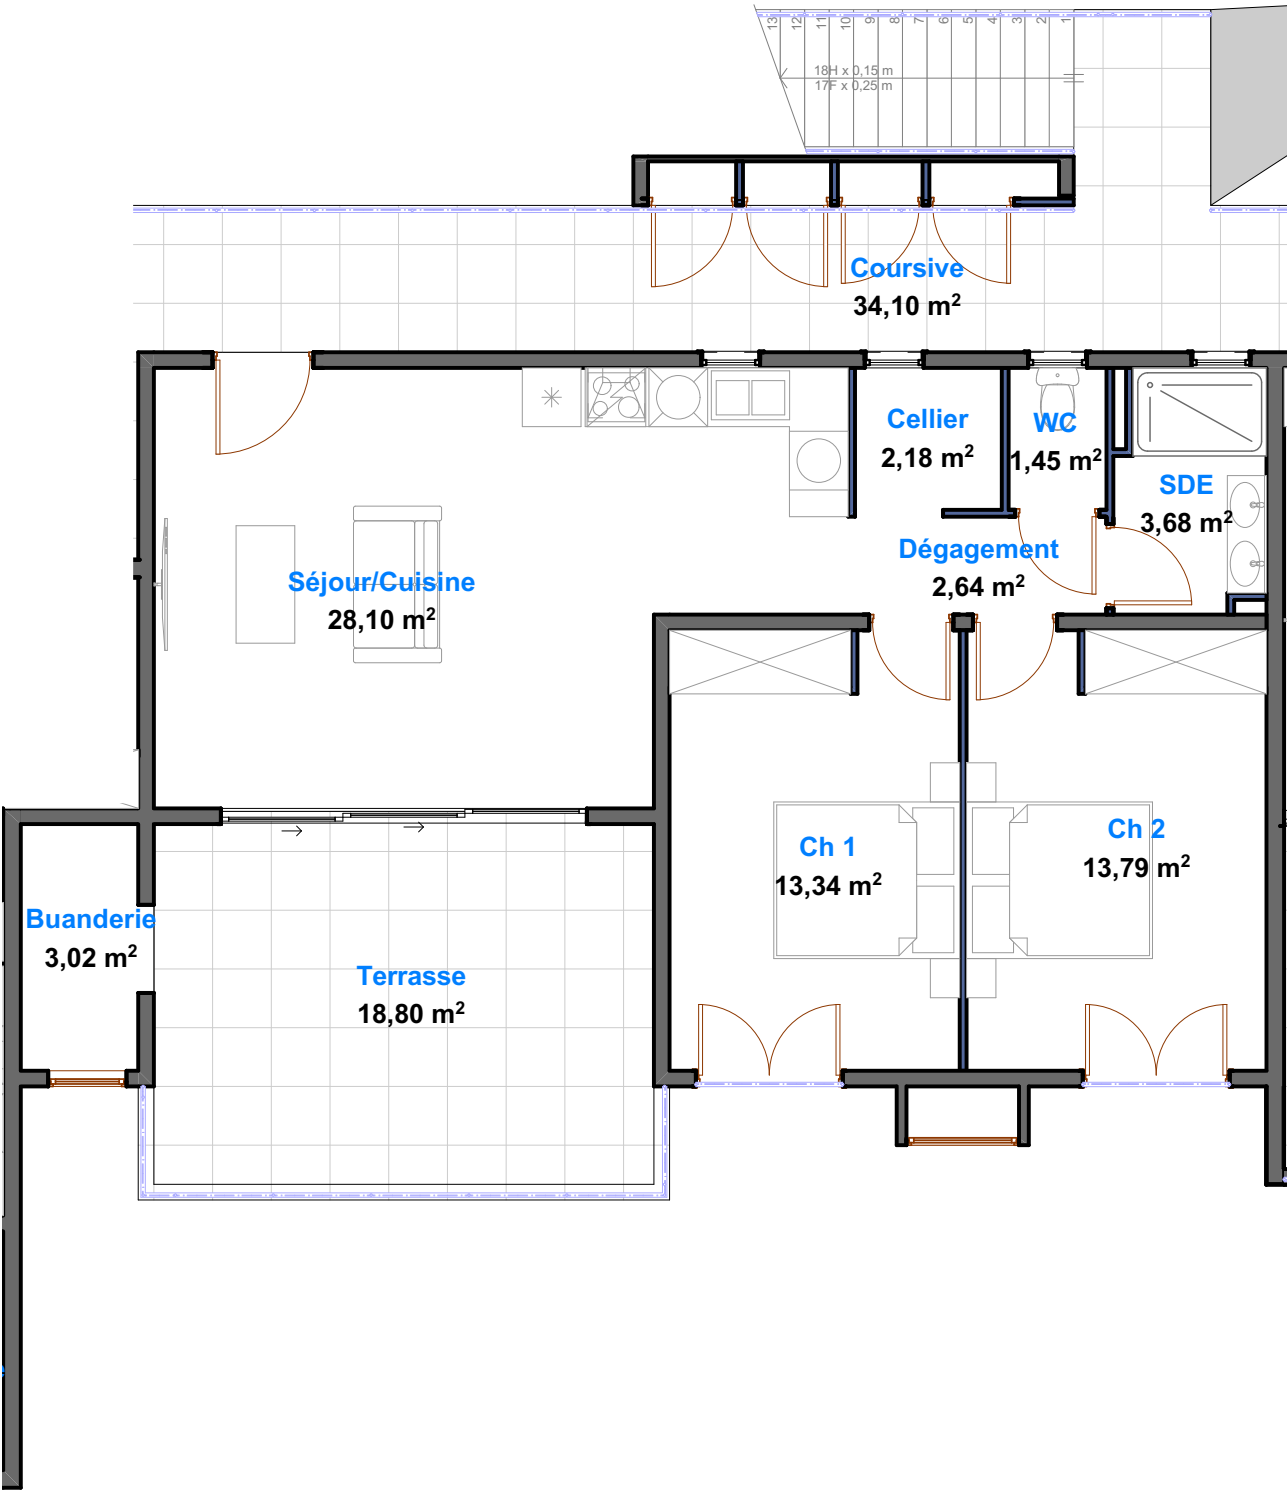 13 12 11 10 9 8 7 6 5 4 3 2 1
18H x 0,15 m
17F x 0,25 m
Coursive
34,10 m²
Cellier
2,18 m²
WC
1,45 m²
SDE
3,68 m²
Dégagement
2,64 m²
Séjour/Cuisine
28,10 m²
Ch 1
13,34 m²
Ch 2
13,79 m²
Buanderie
3,02 m²
Terrasse
18,80 m²